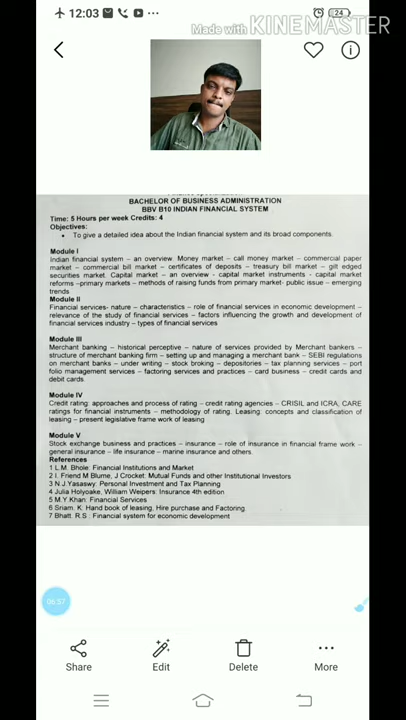 12:03
24
Made with KINEMASTER
BACHELOR OF BUSINESS ADMINISTRATION
BBV B10 INDIAN FINANCIAL SYSTEM
Time: 5 Hours per week Credits: 4
Objectives:
• To give a detailed idea about the Indian financial system and its broad components.
Module I
Indian financial system – an overview. Money market – call money market – commercial paper
market – commercial bill market – certificates of deposits – treasury bill market – gilt edged
securities market. Capital market – an overview - capital market instruments - capital market
reforms –primary markets – methods of raising funds from primary market- public issue – emerging
trends
Module II
Financial services- nature – characteristics – role of financial services in economic development –
relevance of the study of financial services – factors influencing the growth and development of
financial services industry – types of financial services
Module III
Merchant banking – historical perceptive – nature of services provided by Merchant bankers –
structure of merchant banking firm – setting up and managing a merchant bank – SEBI regulations
on merchant banks – under writing – stock broking – depositories – tax planning services – port
folio management services – factoring services and practices - card business – credit cards and
debit cards.
Module IV
Credit rating: approaches and process of rating – credit rating agencies – CRISIL and ICRA, CARE
ratings for financial instruments – methodology of rating. Leasing: concepts and classification of
leasing – present legislative frame work of leasing
Module V
Stock exchange business and practices – insurance – role of insurance in financial frame work –
general insurance – life insurance – marine insurance and others.
References
1 L.M. Bhole: Financial Institutions and Market
2 I. Friend M Blume, J Crocket: Mutual Funds and other Institutional Investors
3 N.J.Yasaswy: Personal Investment and Tax Planning
4 Julia Holyoake, William Weipers: Insurance 4th edition
5 M.Y.Khan: Financial Services
6 Sriam. K: Hand book of leasing, Hire purchase and Factoring.
7 Bhatt. R.S: Financial system for economic development
06:57
Share
Edit
Delete
More